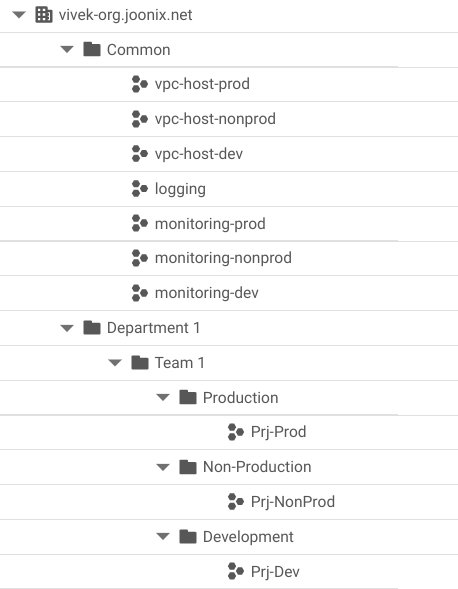 vivek-org.joonix.net
Common
vpc-host-prod
vpc-host-nonprod
vpc-host-dev
logging
monitoring-prod
monitoring-nonprod
monitoring-dev
Department 1
Team 1
Production
Prj-Prod
Non-Production
Prj-NonProd
Development
Prj-Dev